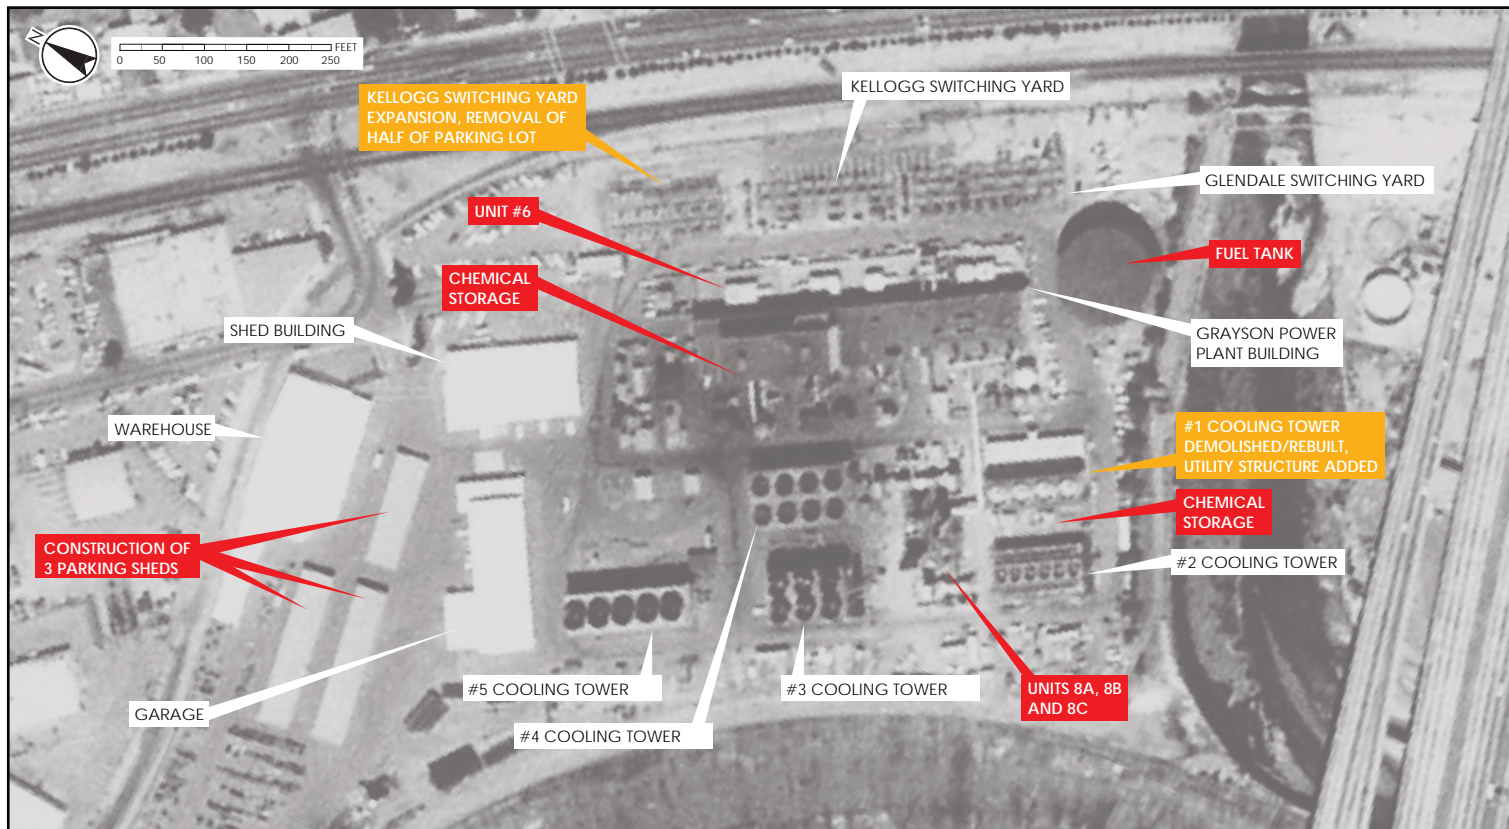 N
FEET
0 50 100 150 200 250
KELLOGG SWITCHING YARD
EXPANSION, REMOVAL OF
HALF OF PARKING LOT
KELLOGG SWITCHING YARD
GLENDALE SWITCHING YARD
UNIT #6
FUEL TANK
CHEMICAL
STORAGE
SHED BUILDING
GRAYSON POWER
PLANT BUILDING
WAREHOUSE
#1 COOLING TOWER
DEMOLISHED/REBUILT,
UTILITY STRUCTURE ADDED
CHEMICAL
STORAGE
CONSTRUCTION OF
3 PARKING SHEDS
#2 COOLING TOWER
#5 COOLING TOWER
#3 COOLING TOWER
UNITS 8A, 8B
AND 8C
GARAGE
#4 COOLING TOWER